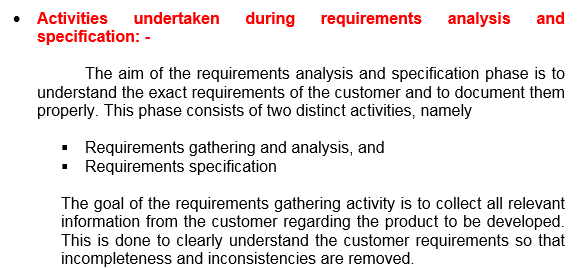 • Activities undertaken during requirements analysis and
specification: -
The aim of the requirements analysis and specification phase is to
understand the exact requirements of the customer and to document them
properly. This phase consists of two distinct activities, namely
▪ Requirements gathering and analysis, and
▪ Requirements specification
The goal of the requirements gathering activity is to collect all relevant
information from the customer regarding the product to be developed.
This is done to clearly understand the customer requirements so that
incompleteness and inconsistencies are removed.